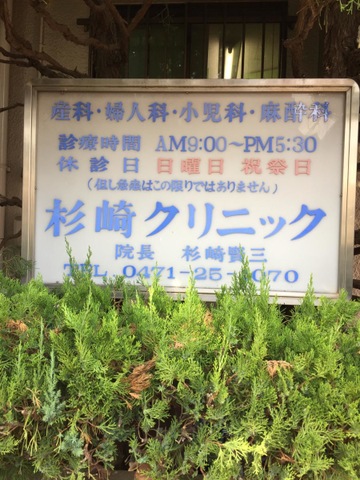 産科・婦人科・小児科・麻酔科
診療時間 AM9:00～PM5:30
休診日 日曜日 祝祭日
(但し急患はこの限りではありません)
杉崎クリニック
院長 杉崎賢三
TEL 0471-25-